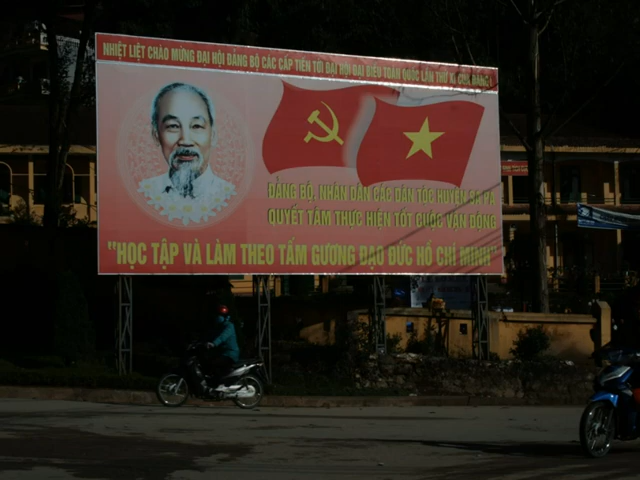 NHIỆT LIỆT CHÀO MỪNG ĐẠI HỘI ĐẢNG BỘ CÁC CẤP TIẾN TỚI ĐẠI HỘI ĐẠI BIỂU TOÀN QUỐC LẦN THỨ XI CỦA ĐẢNG!
ĐẢNG BỘ, NHÂN DÂN CÁC DÂN TỘC HUYỆN SA PA
QUYẾT TÂM THỰC HIỆN TỐT CUỘC VẬN ĐỘNG
"HỌC TẬP VÀ LÀM THEO TẤM GƯƠNG ĐẠO ĐỨC HỒ CHÍ MINH"